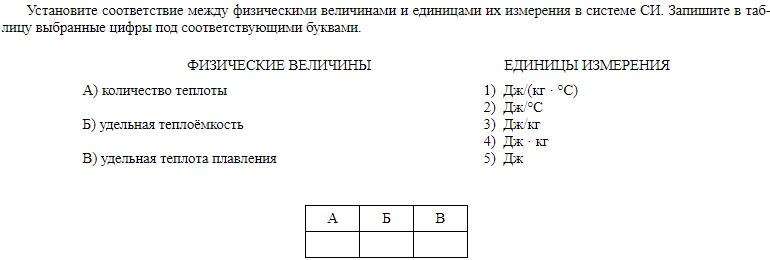 Установите соответствие между физическими величинами и единицами их измерения в системе СИ. Запишите в таб-
лицу выбранные цифры под соответствующими буквами.
ФИЗИЧЕСКИЕ ВЕЛИЧИНЫ
А) количество теплоты
Б) удельная теплоёмкость
В) удельная теплота плавления
ЕДИНИЦЫ ИЗМЕРЕНИЯ
1) Дж/(кг · °С)
2) Дж/°С
3) Дж/кг
4) Дж · кг
5) Дж
А Б В